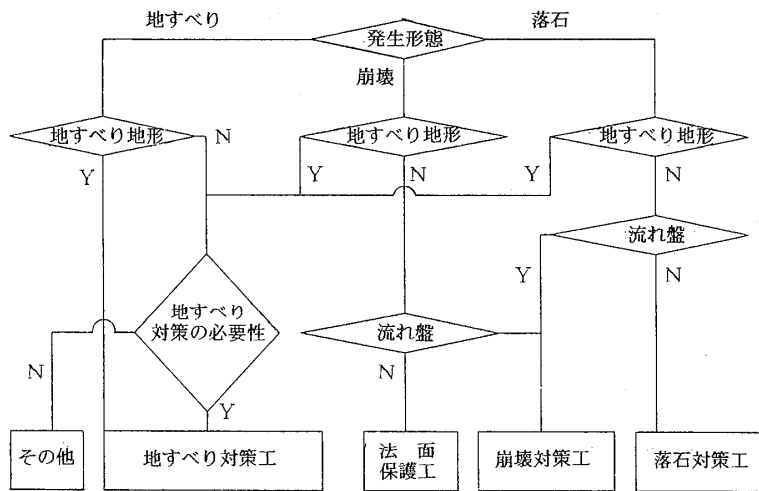 地すべり
発生形態
落石
崩壊
地すべり地形
N
地すべり地形
地すべり地形
Y
Y
N
Y
N
流れ盤
Y
N
地すべり
対策の必要性
流れ盤
N
N
Y
その他
地すべり対策工
法 面
保護工
崩壊対策工
落石対策工